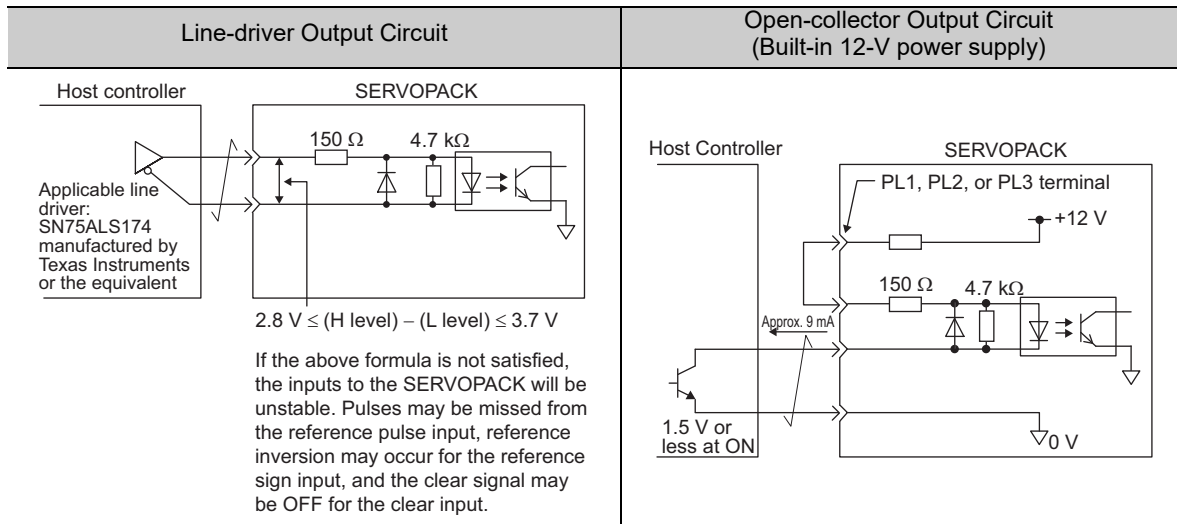 Line-driver Output Circuit
Open-collector Output Circuit
(Built-in 12-V power supply)
Host controller
SERVOPACK
150 Ω
4.7 kΩ
Applicable line
driver:
SN75ALS174
manufactured by
Texas Instruments
or the equivalent
2.8 V ≤ (H level) – (L level) ≤ 3.7 V
If the above formula is not satisfied,
the inputs to the SERVOPACK will be
unstable. Pulses may be missed from
the reference pulse input, reference
inversion may occur for the reference
sign input, and the clear signal may
be OFF for the clear input.
Host Controller
SERVOPACK
PL1, PL2, or PL3 terminal
+12 V
150 Ω
4.7 kΩ
Approx. 9 mA
1.5 V or
less at ON
0 V